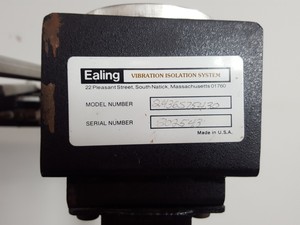 Ealing VIBRATION ISOLATION SYSTEM
22 Pleasant Street, South Natick, Massachusetts 01760
MODEL NUMBER
SERIAL NUMBER
Made in U.S.A.